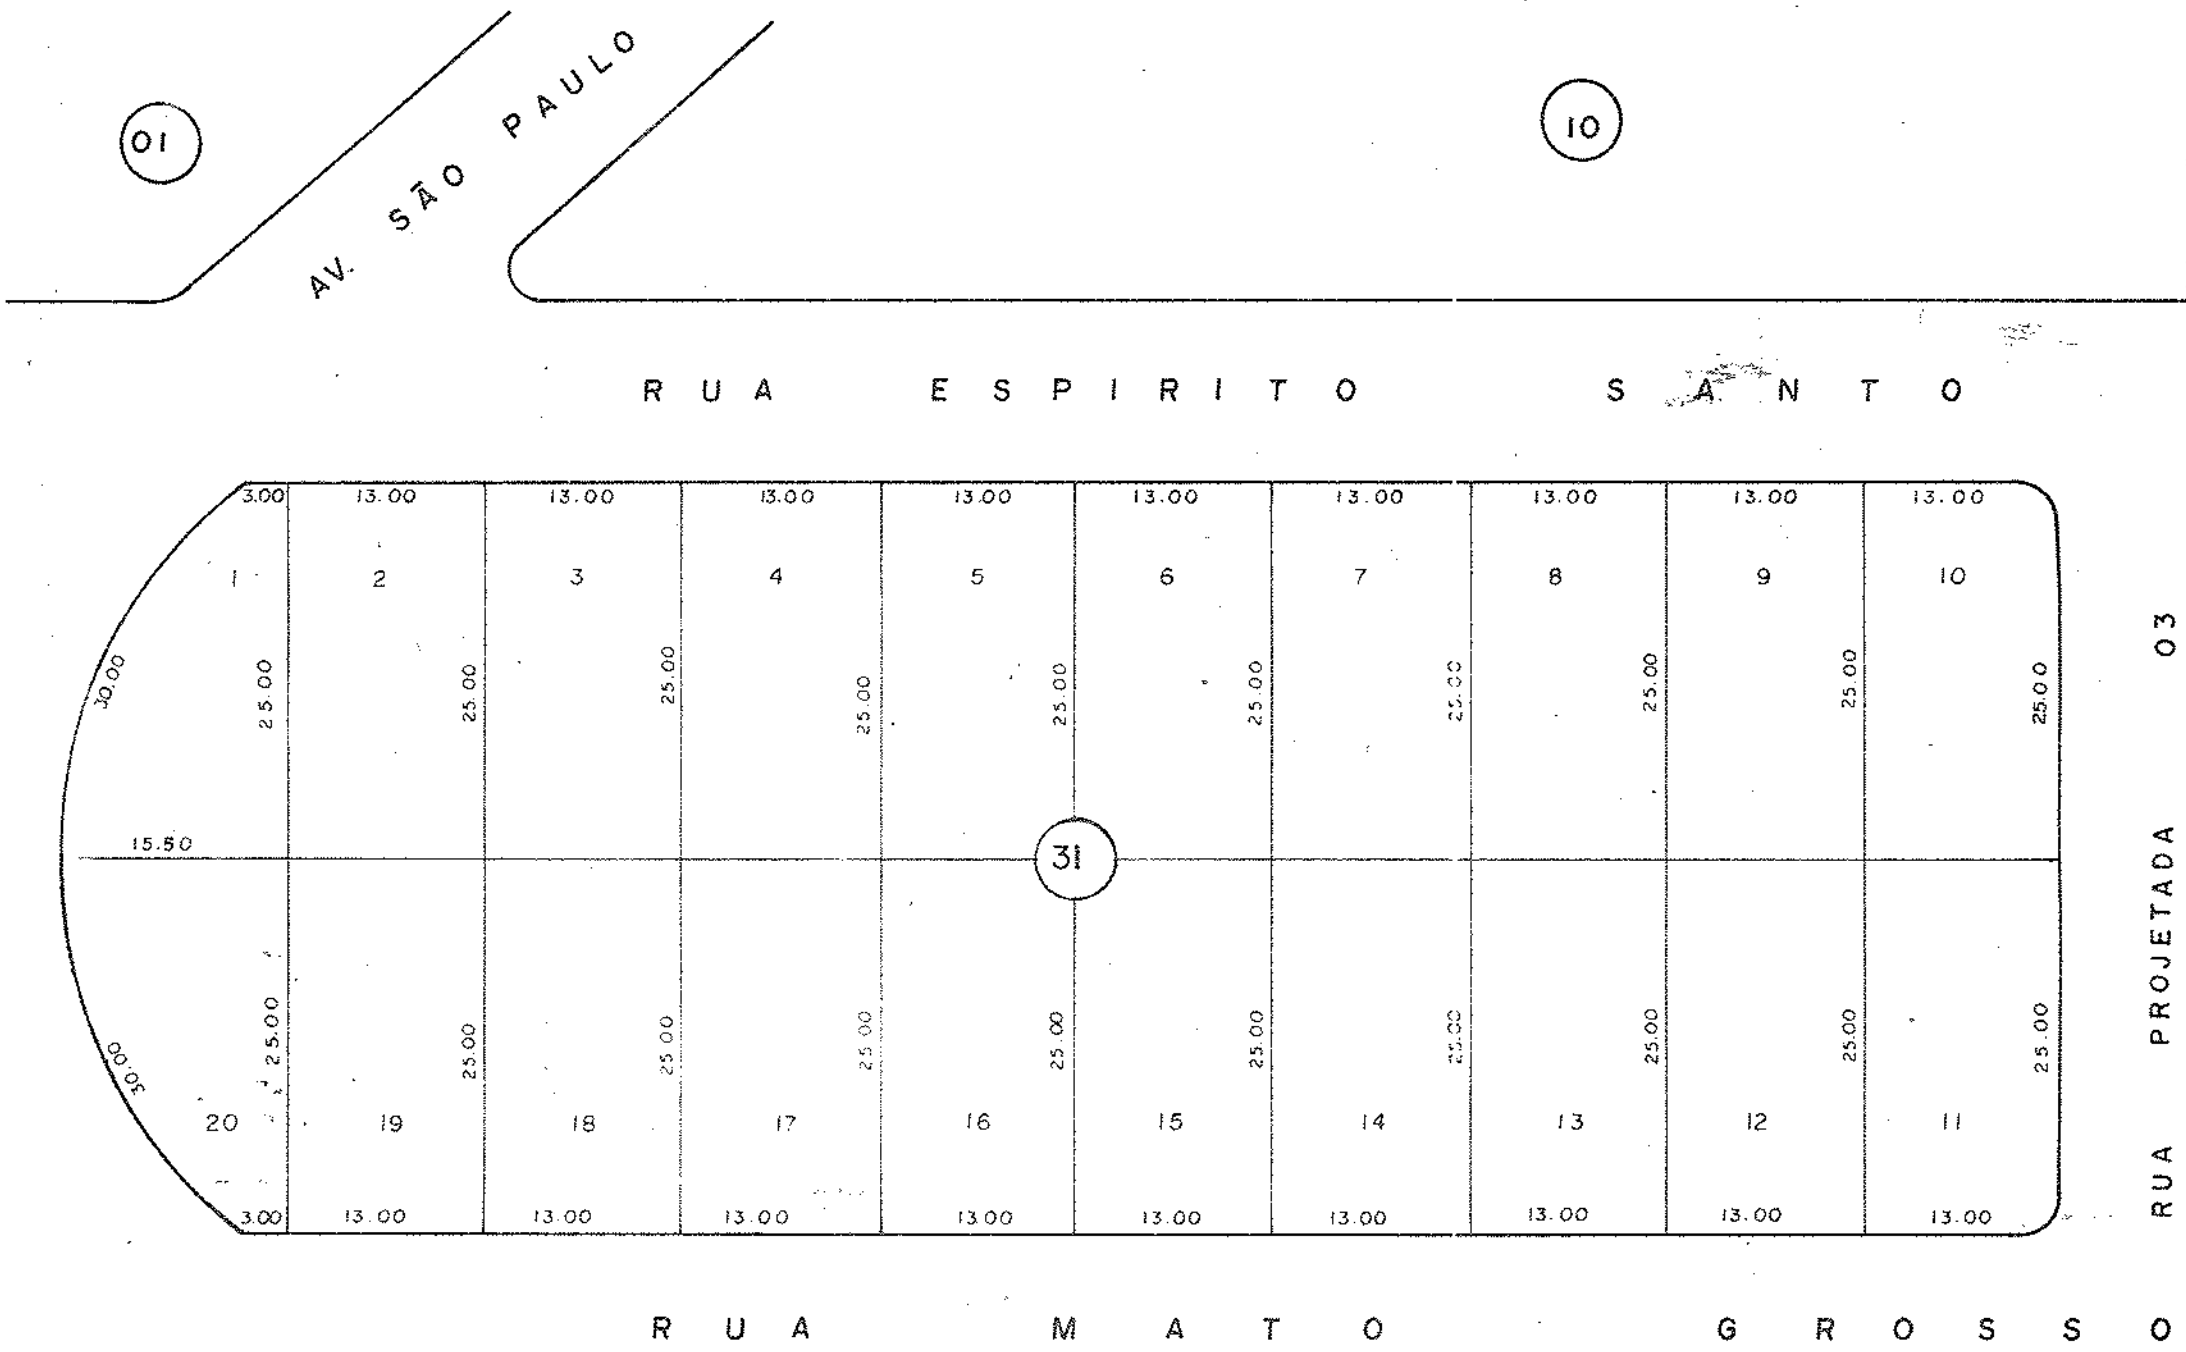 01
AV. SÃO PAULO
10
RUA ESPIRITO SANTO
3.00 13.00 13.00 13.00 13.00 13.00 13.00 13.00 13.00 13.00
1 2 3 4 5 6 7 8 9 10
30.00 25.00 25.00 25.00 25.00 25.00 25.00 25.00 25.00 25.00 25.00
15.50
31
30.00 25.00 25.00 25.00 25.00 25.00 25.00 25.00 25.00 25.00 25.00
20 19 18 17 16 15 14 13 12 11
3.00 13.00 13.00 13.00 13.00 13.00 13.00 13.00 13.00 13.00
RUA PROJETADA 03
RUA MATO GROSSO